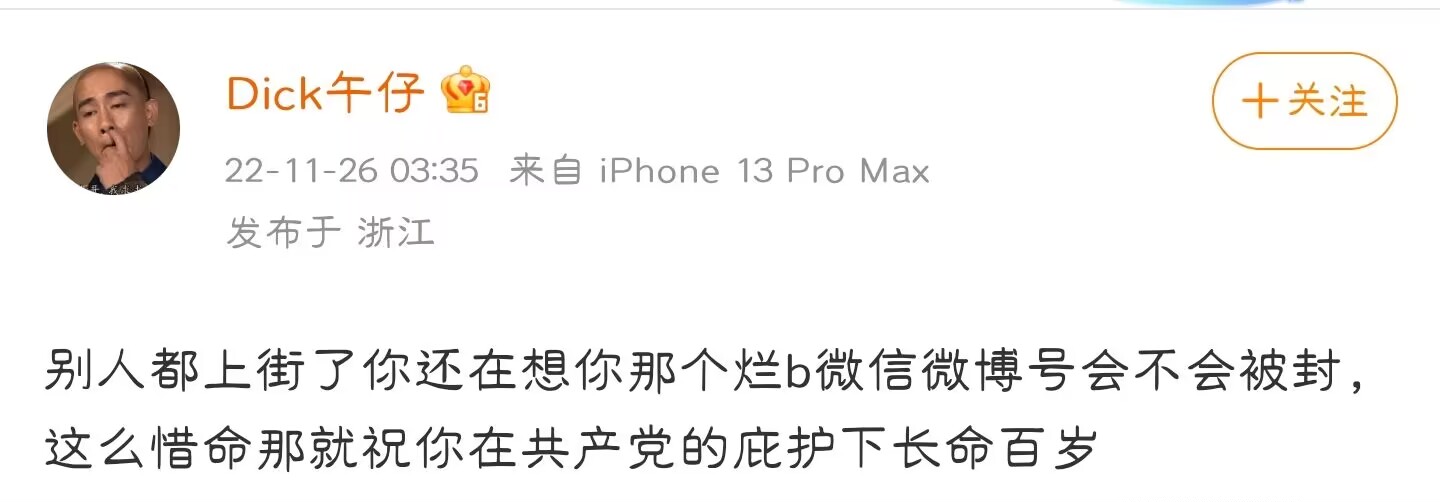 Dick午仔
6
+关注
22-11-26 03:35 来自 iPhone 13 Pro Max
发布于 浙江
别人都上街了你还在想你那个烂b微信微博号会不会被封，
这么惜命那就祝你在共产党的庇护下长命百岁